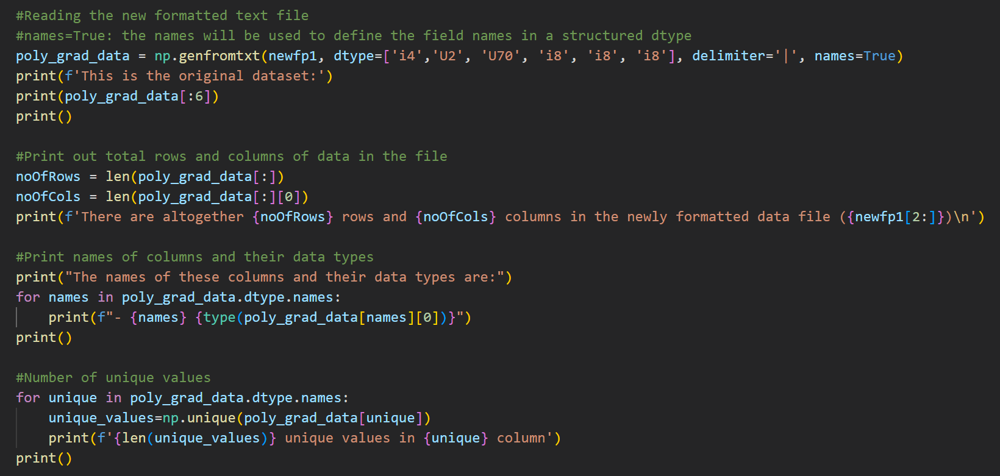 #Reading the new formatted text file
#names=True: the names will be used to define the field names in a structured dtype
poly_grad_data = np.genfromtxt(newfp1, dtype=['i4','U2', 'U70', 'i8', 'i8', 'i8'], delimiter='|', names=True)
print(f'This is the original dataset:')
print(poly_grad_data[:6])
print()

#Print out total rows and columns of data in the file
noOfRows = len(poly_grad_data[:])
noOfCols = len(poly_grad_data[:][0])
print(f'There are altogether {noOfRows} rows and {noOfCols} columns in the newly formatted data file ({newfp1[2:]})\n')

#Print names of columns and their data types
print("The names of these columns and their data types are:")
for names in poly_grad_data.dtype.names:
    print(f"- {names} {type(poly_grad_data[names][0])}")
print()

#Number of unique values
for unique in poly_grad_data.dtype.names:
    unique_values=np.unique(poly_grad_data[unique])
    print(f'{len(unique_values)} unique values in {unique} column')
print()